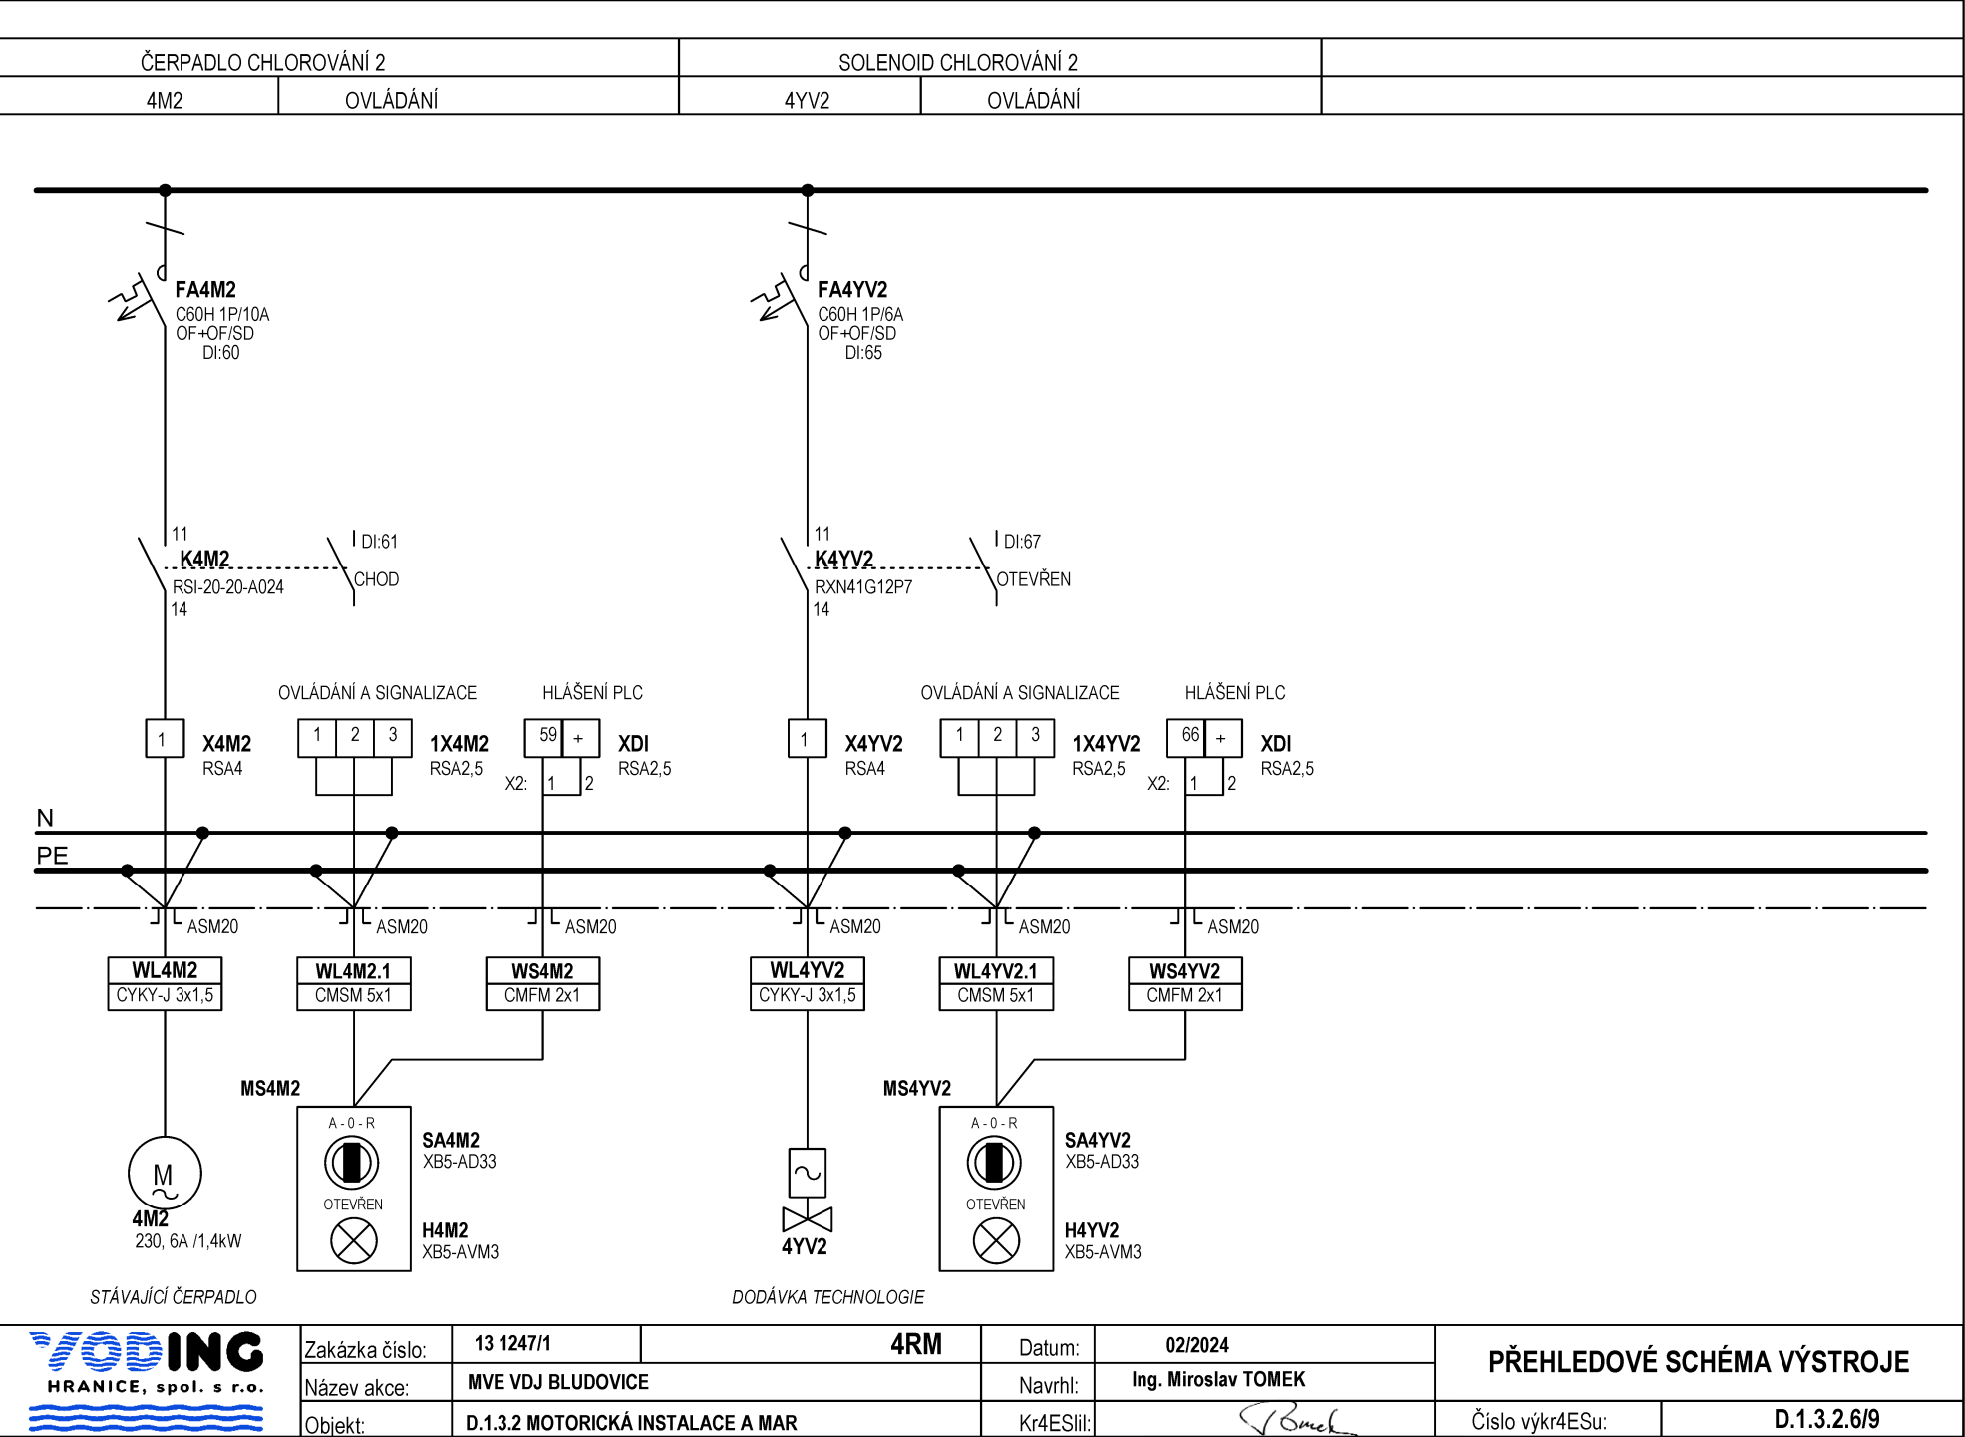 ČERPADLO CHLOROVÁNÍ 2
SOLENOID CHLOROVÁNÍ 2
4M2
OVLÁDÁNÍ
4YV2
OVLÁDÁNÍ
FA4M2
C60H 1P/10A
OF+OF/SD
DI:60
FA4YV2
C60H 1P/6A
OF+OF/SD
DI:65
11
K4M2
RSI-20-20-A024
14
DI:61
CHOD
11
K4YV2
RXN41G12P7
14
DI:67
OTEVŘEN
OVLÁDÁNÍ A SIGNALIZACE
HLÁŠENÍ PLC
OVLÁDÁNÍ A SIGNALIZACE
HLÁŠENÍ PLC
1
X4M2
RSA4
1 2 3
1X4M2
RSA2,5
59 +
XDI
RSA2,5
X2: 1 2
1
X4YV2
RSA4
1 2 3
1X4YV2
RSA2,5
66 +
XDI
RSA2,5
X2: 1 2
N
PE
ASM20
ASM20
ASM20
ASM20
ASM20
ASM20
WL4M2
CYKY-J 3x1,5
WL4M2.1
CMSM 5x1
WS4M2
CMFM 2x1
WL4YV2
CYKY-J 3x1,5
WL4YV2.1
CMSM 5x1
WS4YV2
CMFM 2x1
MS4M2
A - 0 - R
SA4M2
XB5-AD33
OTEVŘEN
H4M2
XB5-AVM3
M
4M2
230, 6A /1,4kW
MS4YV2
A - 0 - R
SA4YV2
XB5-AD33
OTEVŘEN
H4YV2
XB5-AVM3
4YV2
STÁVAJÍCÍ ČERPADLO
DODÁVKA TECHNOLOGIE
VODING
HRANICE, spol. s r.o.
Zakázka číslo:
13 1247/1
4RM
Datum:
02/2024
Název akce:
MVE VDJ BLUDOVICE
Navrhl:
Ing. Miroslav TOMEK
Objekt:
D.1.3.2 MOTORICKÁ INSTALACE A MAR
Kr4ESlil:
PŘEHLEDOVÉ SCHÉMA VÝSTROJE
Číslo výkr4ESu:
D.1.3.2.6/9